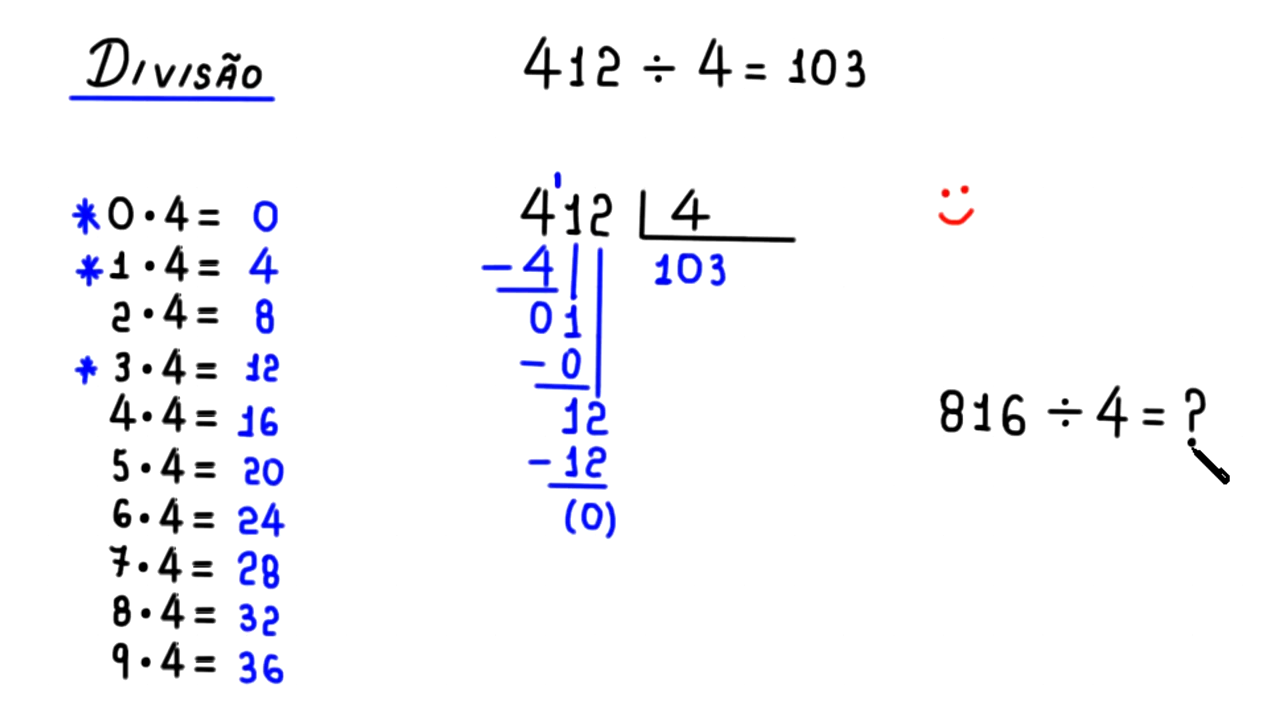 DIVISÃO
412 ÷ 4 = 103
* 0 · 4 = 0
* 1 · 4 = 4
2 · 4 = 8
* 3 · 4 = 12
4 · 4 = 16
5 · 4 = 20
6 · 4 = 24
7 · 4 = 28
8 · 4 = 32
9 · 4 = 36
4'12 | 4
- 4 103
01
- 0
12
- 12
(0)
816 ÷ 4 = ?